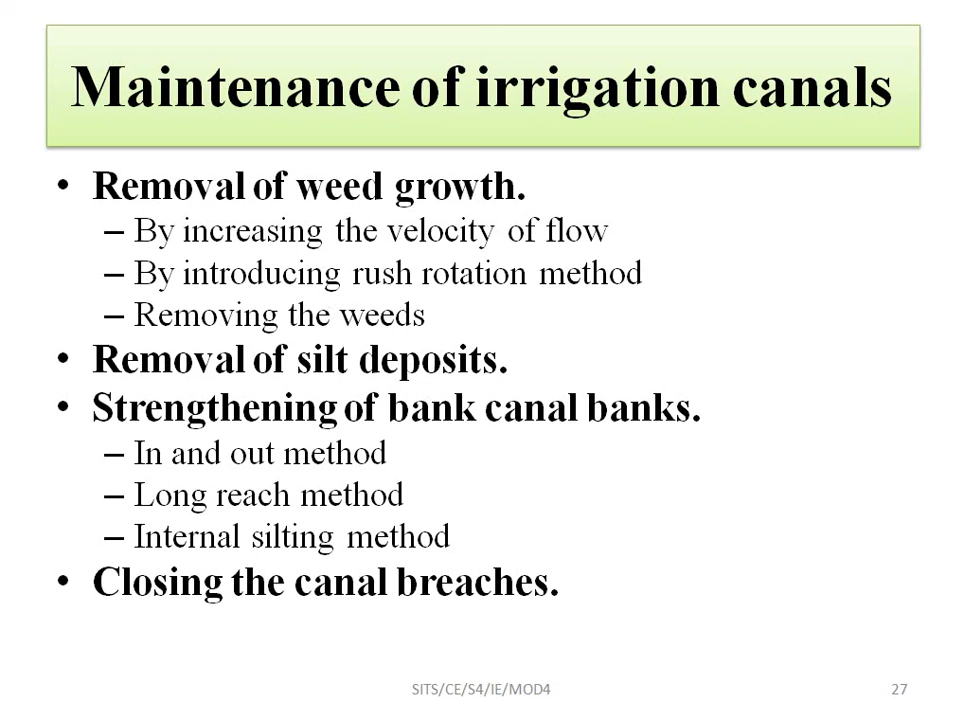 Maintenance of irrigation canals
• Removal of weed growth.
– By increasing the velocity of flow
– By introducing rush rotation method
– Removing the weeds
• Removal of silt deposits.
• Strengthening of bank canal banks.
– In and out method
– Long reach method
– Internal silting method
• Closing the canal breaches.
SITS/CE/S4/IE/MOD4
27